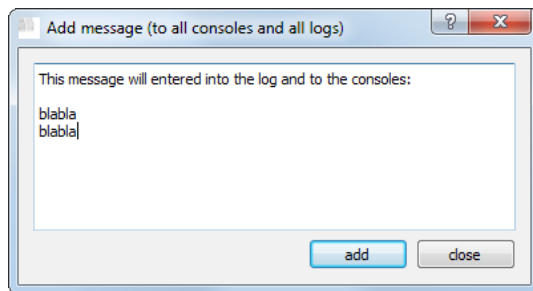 Add message (to all consoles and all logs)
This message will entered into the log and to the consoles:
blabla
blabla
add close